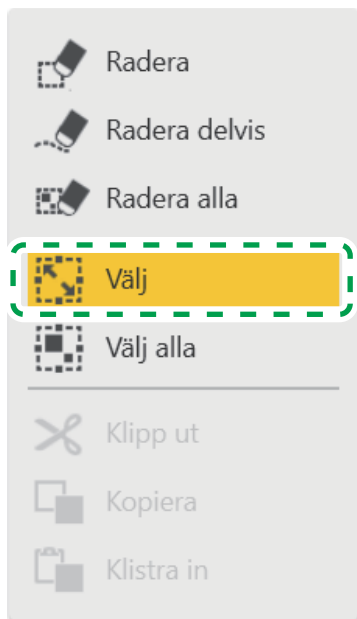 Radera
Radera delvis
Radera alla
Välj
Välj alla
Klipp ut
Kopiera
Klistra in